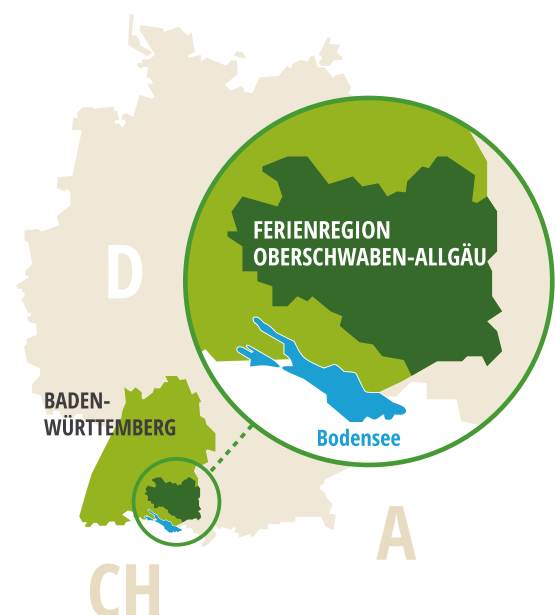 FERIENREGION
OBERSCHWABEN-ALLGÄU
D
BADEN-
WÜRTTEMBERG
Bodensee
A
CH